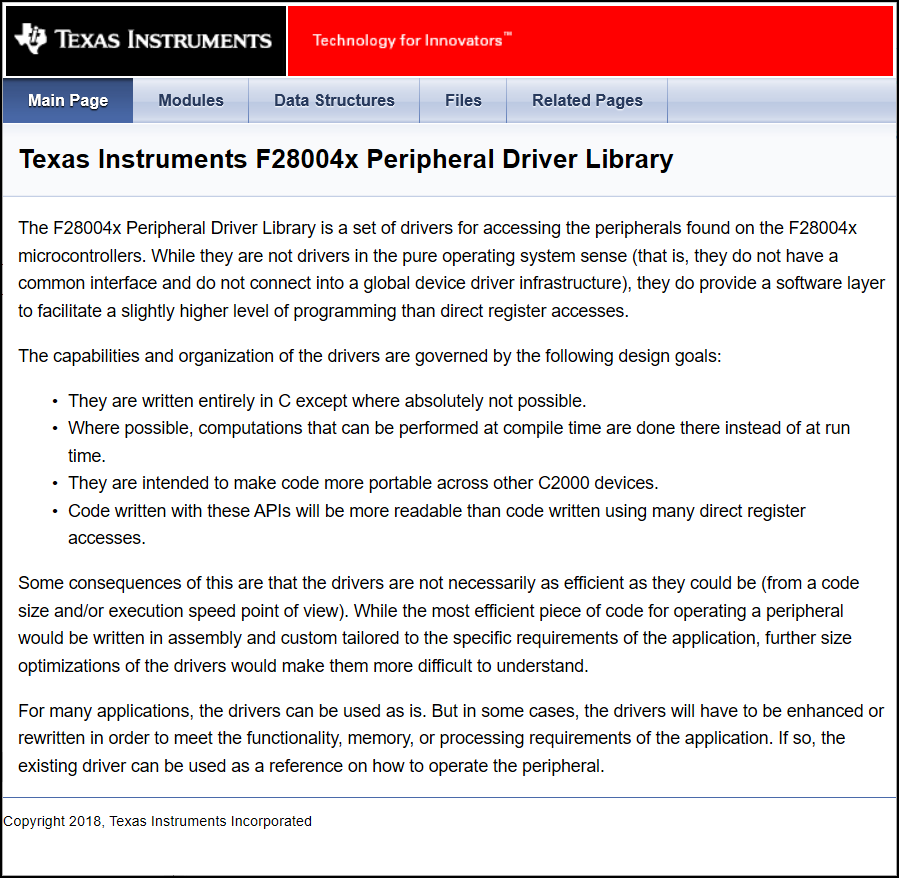 TEXAS INSTRUMENTS
Technology for Innovators™
Main Page
Modules
Data Structures
Files
Related Pages
Texas Instruments F28004x Peripheral Driver Library
The F28004x Peripheral Driver Library is a set of drivers for accessing the peripherals found on the F28004x
microcontrollers. While they are not drivers in the pure operating system sense (that is, they do not have a
common interface and do not connect into a global device driver infrastructure), they do provide a software layer
to facilitate a slightly higher level of programming than direct register accesses.
The capabilities and organization of the drivers are governed by the following design goals:
• They are written entirely in C except where absolutely not possible.
• Where possible, computations that can be performed at compile time are done there instead of at run
time.
• They are intended to make code more portable across other C2000 devices.
• Code written with these APIs will be more readable than code written using many direct register
accesses.
Some consequences of this are that the drivers are not necessarily as efficient as they could be (from a code
size and/or execution speed point of view). While the most efficient piece of code for operating a peripheral
would be written in assembly and custom tailored to the specific requirements of the application, further size
optimizations of the drivers would make them more difficult to understand.
For many applications, the drivers can be used as is. But in some cases, the drivers will have to be enhanced or
rewritten in order to meet the functionality, memory, or processing requirements of the application. If so, the
existing driver can be used as a reference on how to operate the peripheral.
Copyright 2018, Texas Instruments Incorporated